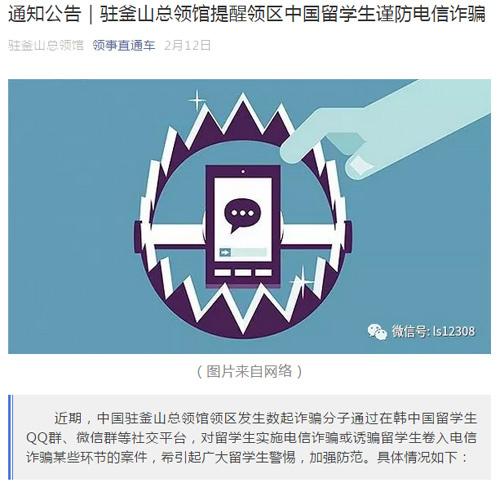 通知公告｜驻釜山总领馆提醒领区中国留学生谨防电信诈骗
驻釜山总领馆 领事直通车 2月12日
微信号: ls12308
（图片来自网络）
近期，中国驻釜山总领馆领区发生数起诈骗分子通过在韩中国留学生
QQ群、微信群等社交平台，对留学生实施电信诈骗或诱骗留学生卷入电信
诈骗某些环节的案件，希引起广大留学生警惕，加强防范。具体情况如下：